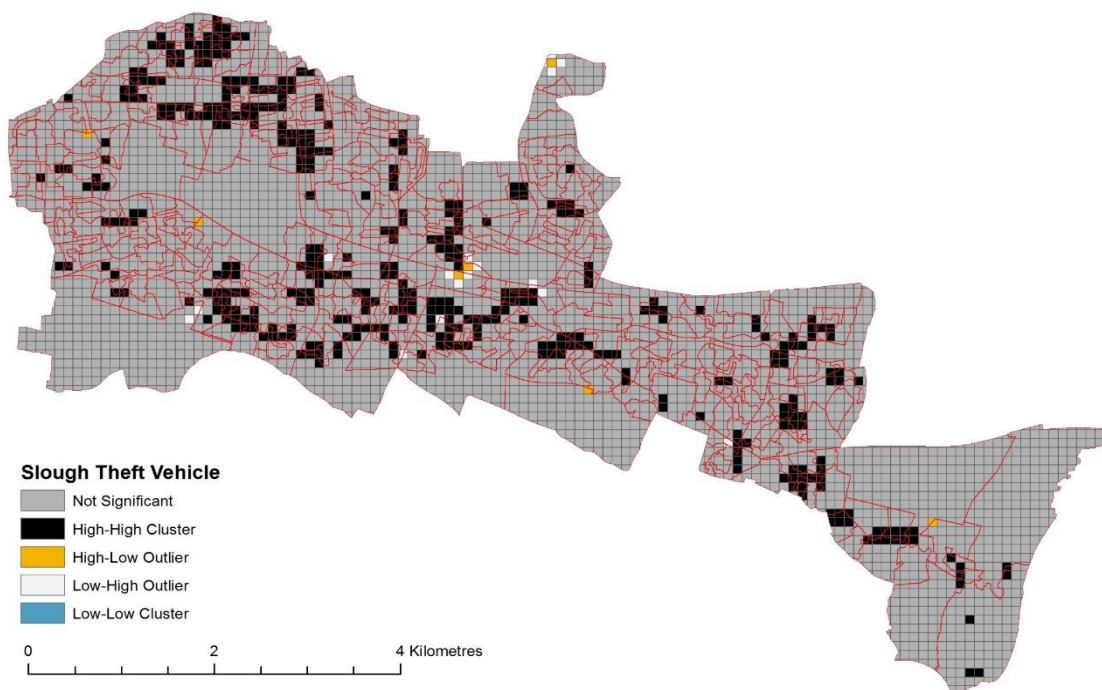 Slough Theft Vehicle
Not Significant
High-High Cluster
High-Low Outlier
Low-High Outlier
Low-Low Cluster
0 2 4 Kilometres